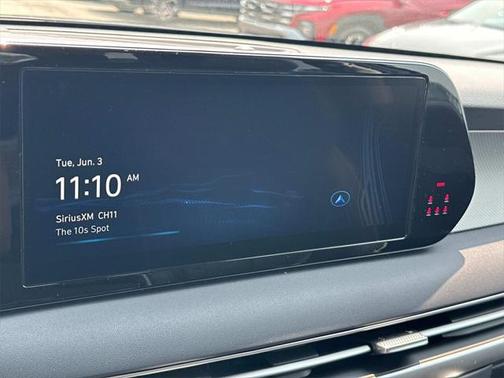 Tue, Jun. 3
11:10 AM
SiriusXM CH11
The 10s Spot